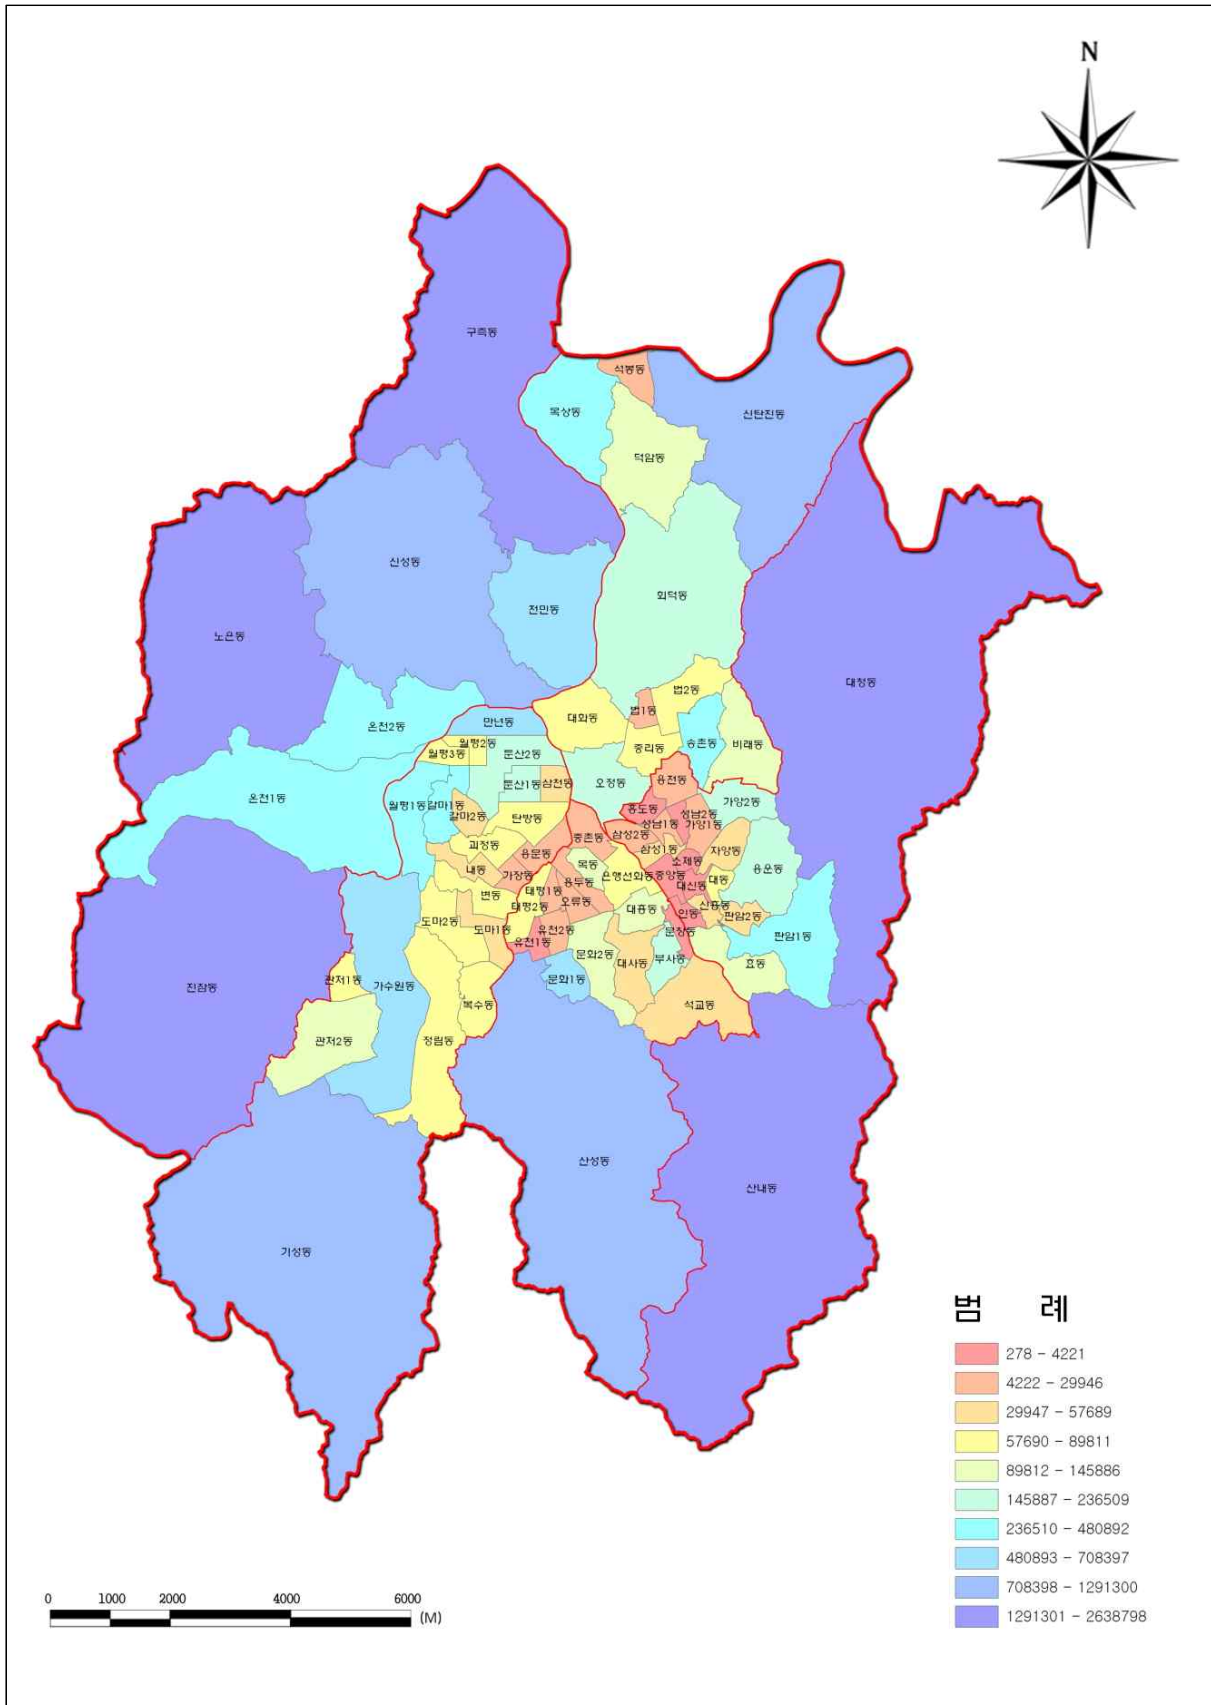 N
구즉동
석봉동
목상동
신탄진동
덕암동
신성동
전민동
회덕동
노은동
대청동
법2동
온천2동
만년동
대화동
법1동
송촌동
비래동
월평2동
월평3동
둔산2동
중리동
온천1동
월평1동
갈마1동
둔산1동
삼천동
오정동
용전동
가양2동
갈마2동
탄방동
홍도동
성남2동
성남1동
가양1동
괴정동
용문동
중촌동
삼성2동
삼성1동
자양동
내동
가장동
목동
소제동
은행선화동
중앙동
대동
용운동
변동
태평1동
용두동
대신동
태평2동
오류동
대흥동
인동
신흥동
판암2동
도마2동
도마1동
유천2동
유천1동
문창동
판암1동
문화2동
대사동
부사동
효동
진잠동
관저1동
가수원동
문화1동
복수동
석교동
관저2동
정림동
산성동
산내동
기성동
범 례
278 - 4221
4222 - 29946
29947 - 57689
57690 - 89811
89812 - 145886
145887 - 236509
236510 - 480892
480893 - 708397
708398 - 1291300
1291301 - 2638798
0 1000 2000 4000 6000
(M)